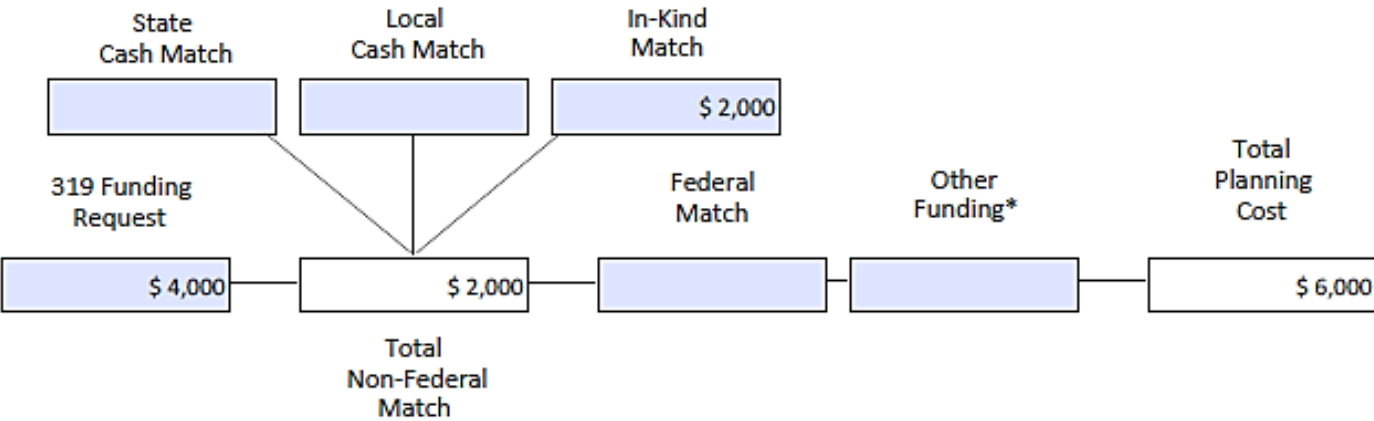 State
Cash Match
Local
Cash Match
In-Kind
Match
$ 2,000
319 Funding
Request
Federal
Match
Other
Funding*
Total
Planning
Cost
$ 4,000
$ 2,000
$ 6,000
Total
Non-Federal
Match